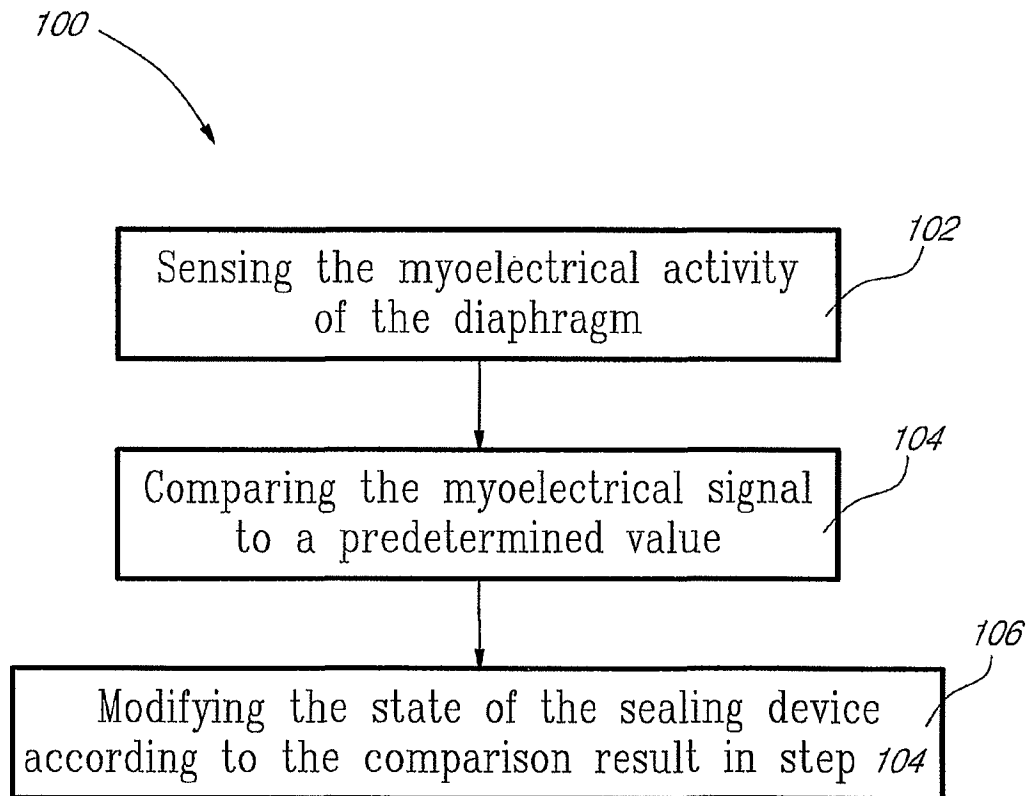 100
102
Sensing the myoelectrical activity
of the diaphragm
104
Comparing the myoelectrical signal
to a predetermined value
106
Modifying the state of the sealing device
according to the comparison result in step 104